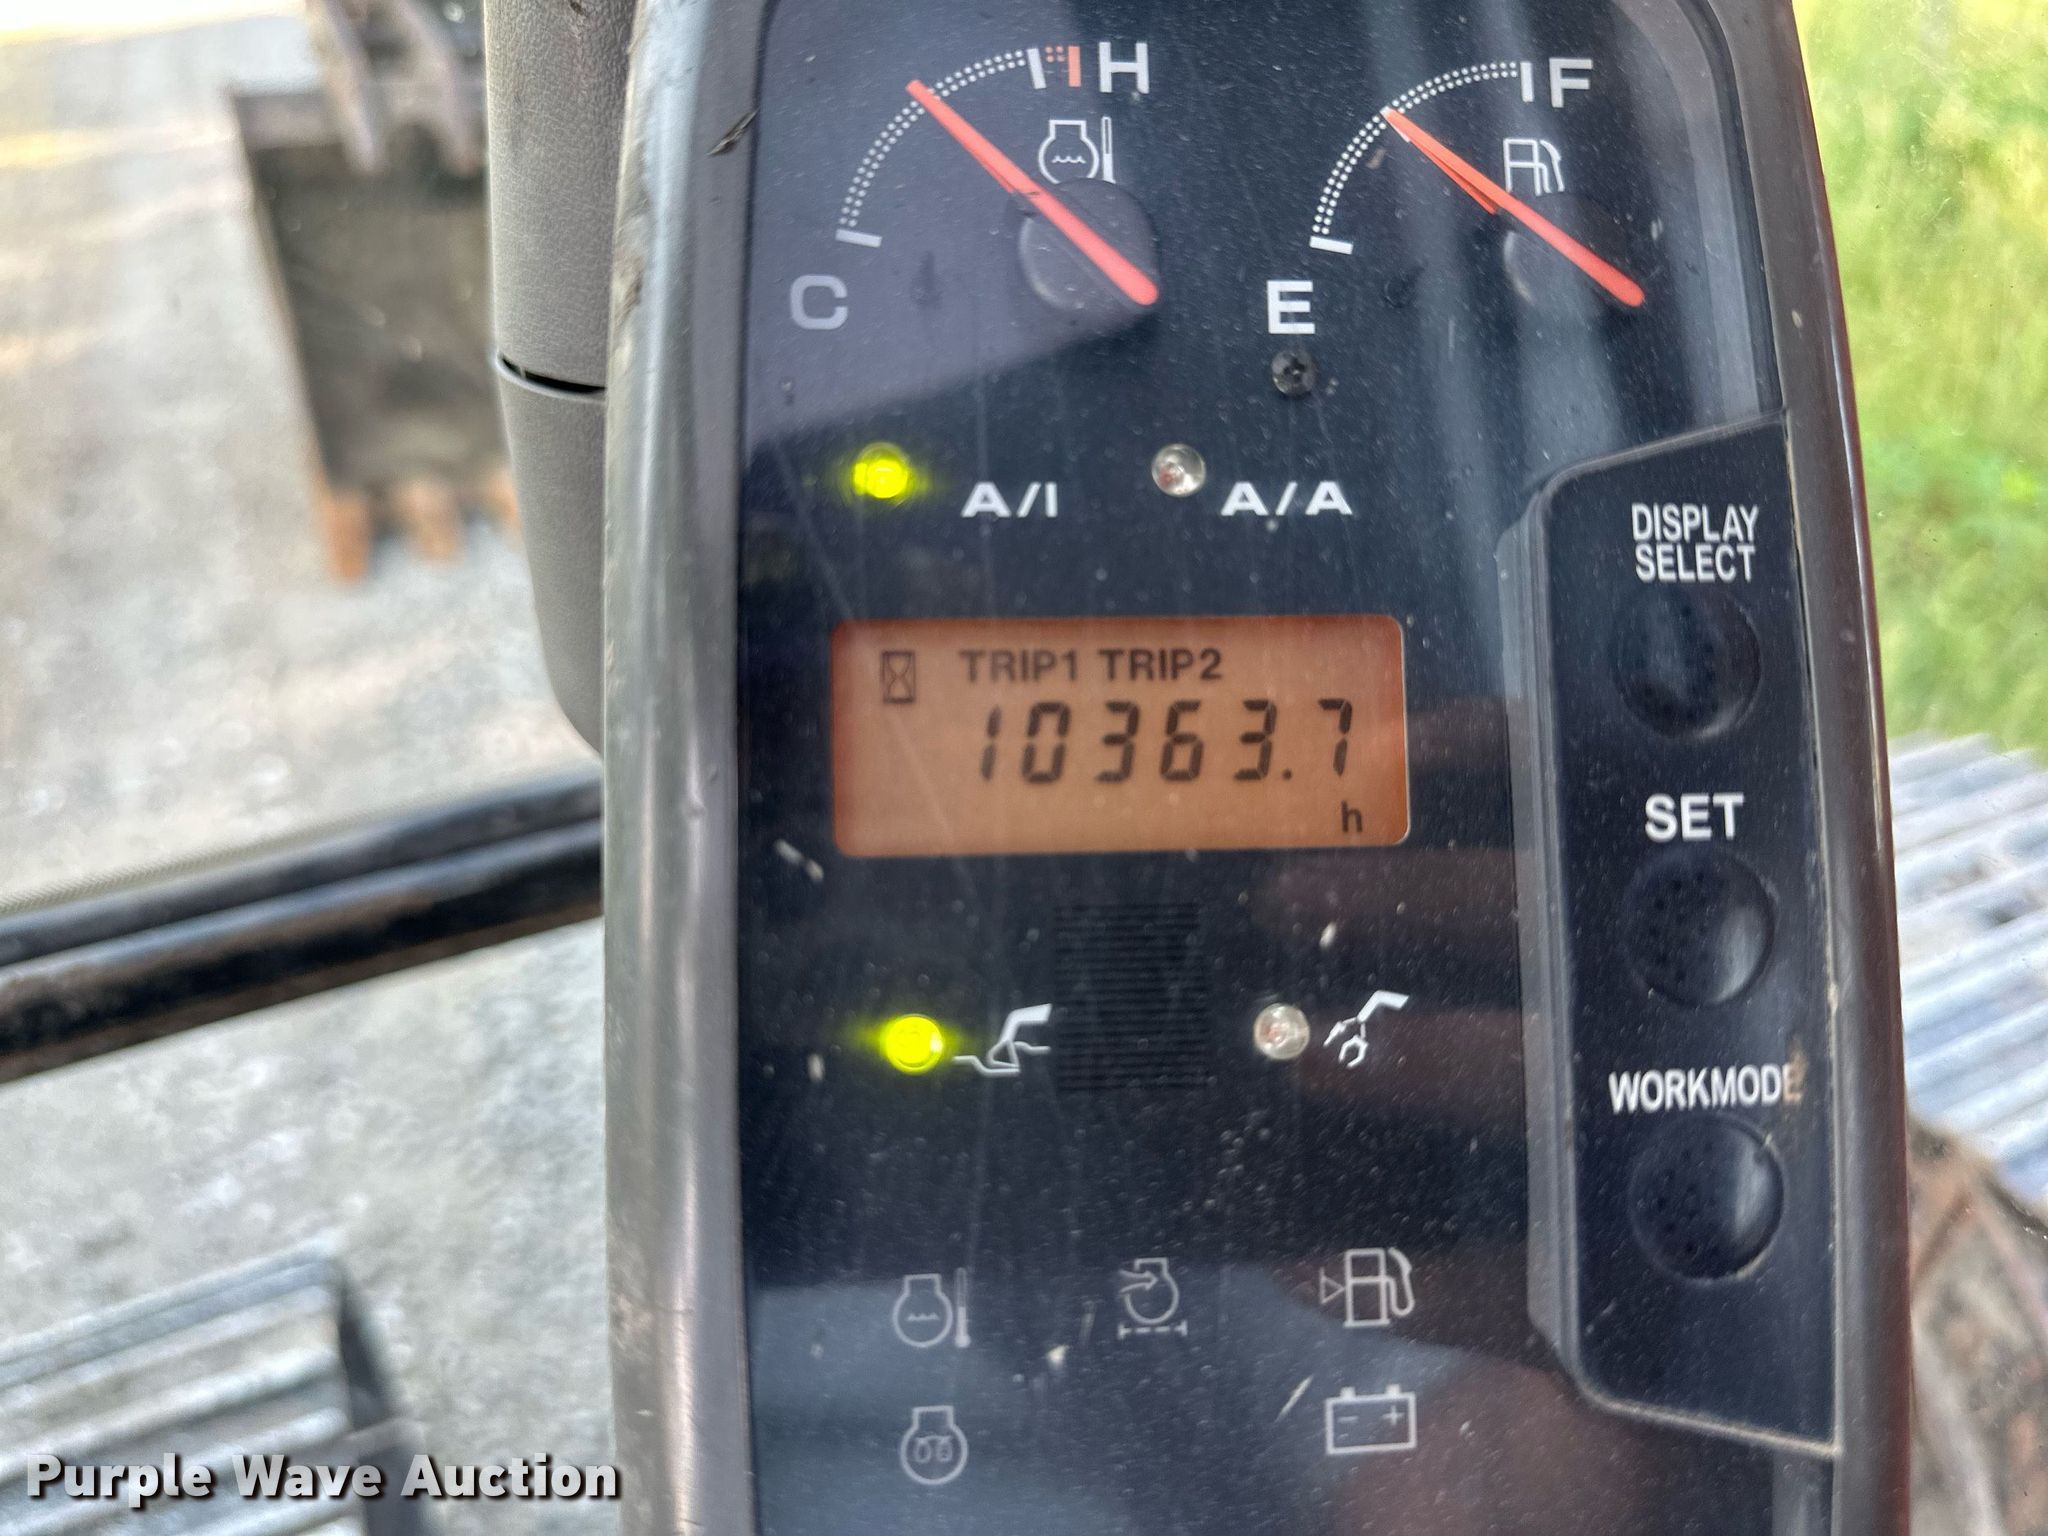 H
F
C
E
A/I
A/A
DISPLAY
SELECT
TRIP1 TRIP2
10363.7
h
SET
WORKMODE
Purple Wave Auction